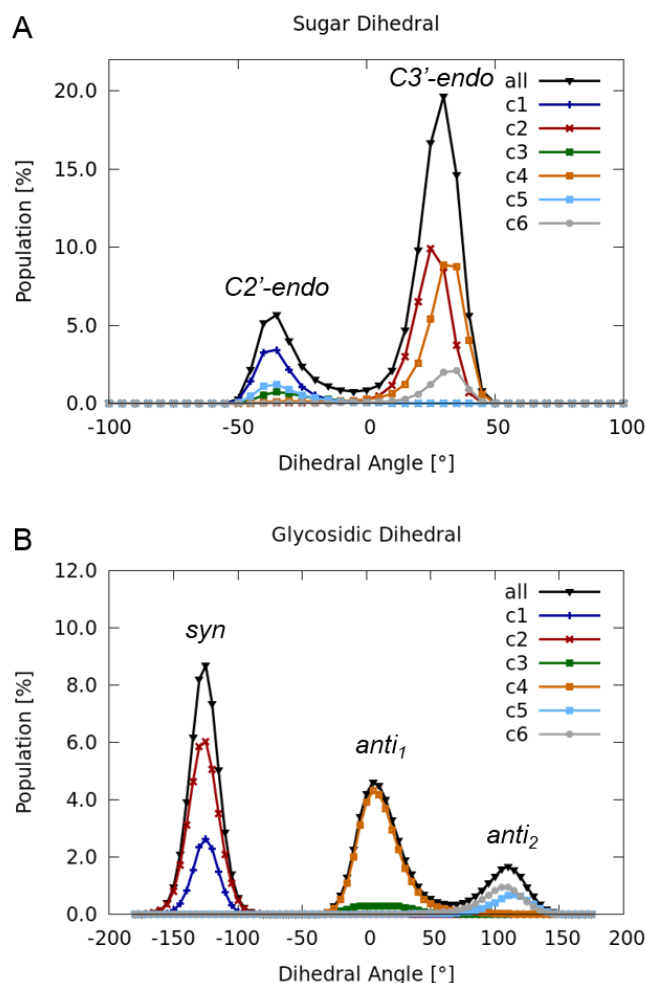 A
Sugar Dihedral
Population [%]
20.0
15.0
10.0
5.0
0.0
-100
-50
0
50
100
Dihedral Angle [°]
C2'-endo
C3'-endo
all
c1
c2
c3
c4
c5
c6
B
Glycosidic Dihedral
Population [%]
12.0
10.0
8.0
6.0
4.0
2.0
0.0
-200
-150
-100
-50
0
50
100
150
200
Dihedral Angle [°]
syn
anti1
anti2
all
c1
c2
c3
c4
c5
c6